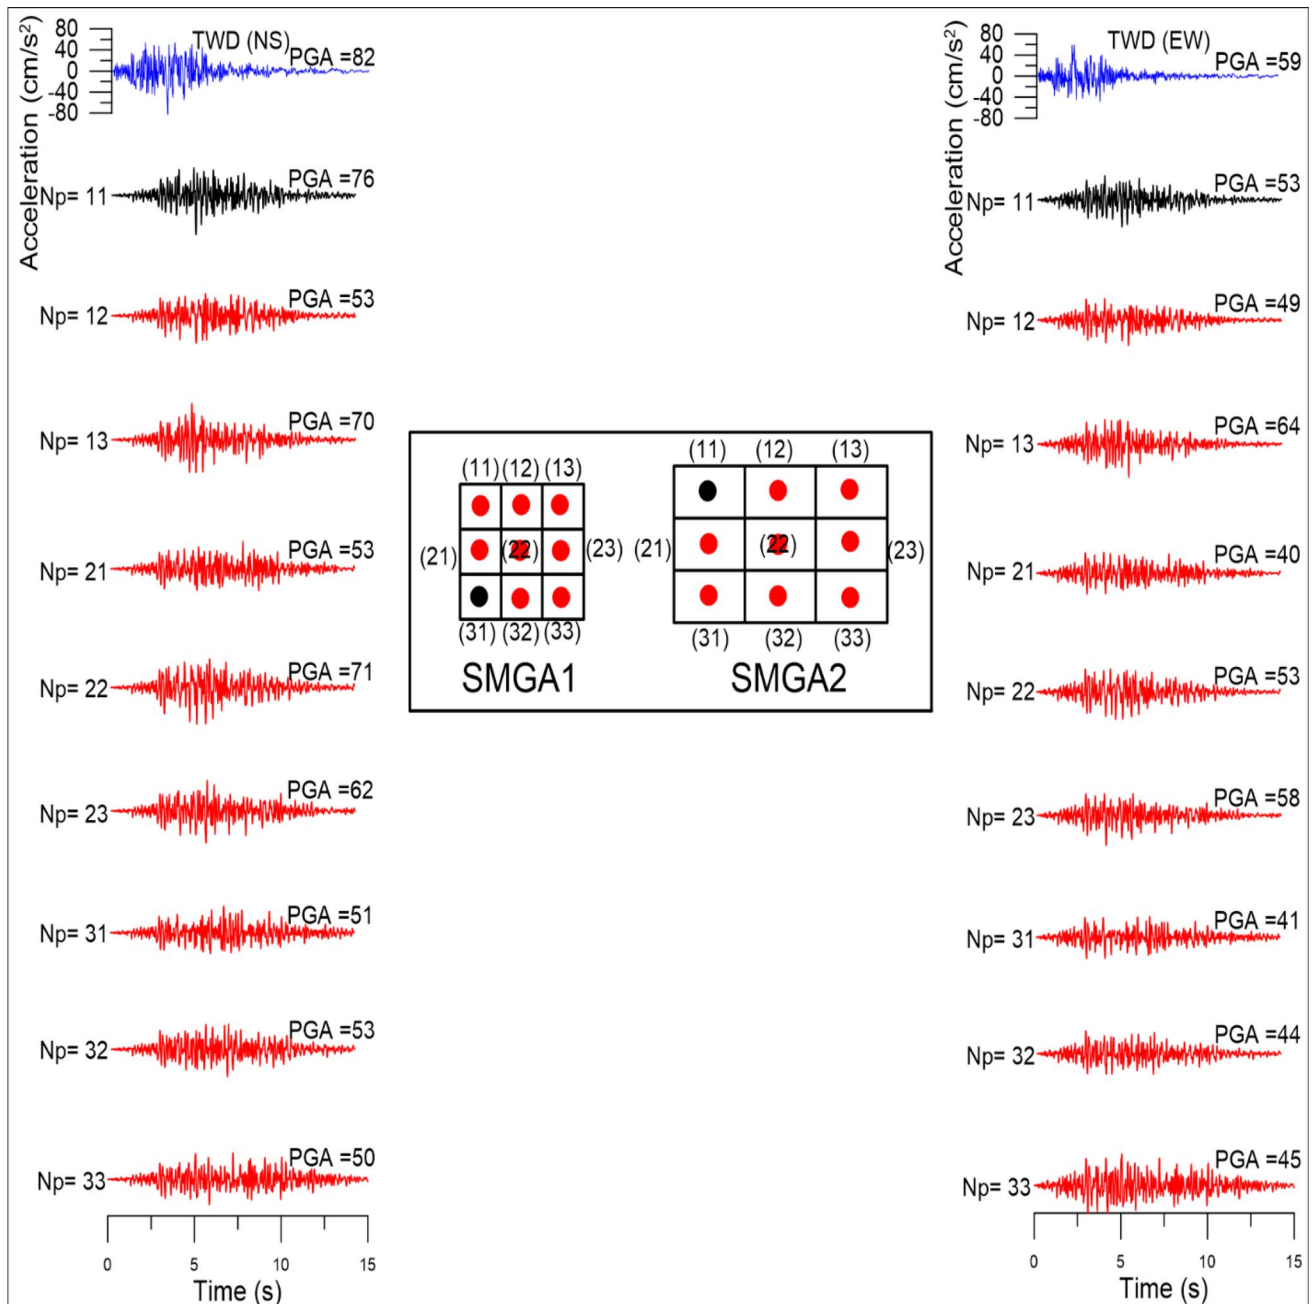 Acceleration (cm/s²)
80
40
0
-40
-80
TWD (NS)
PGA =82
Np= 11
PGA =76
Np= 12
PGA =53
Np= 13
PGA =70
Np= 21
PGA =53
Np= 22
PGA =71
Np= 23
PGA =62
Np= 31
PGA =51
Np= 32
PGA =53
Np= 33
PGA =50
0 5 10 15
Time (s)
(11) (12) (13)
(21) (22) (23)
(31) (32) (33)
SMGA1
(11) (12) (13)
(21) (22) (23)
(31) (32) (33)
SMGA2
Acceleration (cm/s²)
80
40
0
-40
-80
TWD (EW)
PGA =59
Np= 11
PGA =53
Np= 12
PGA =49
Np= 13
PGA =64
Np= 21
PGA =40
Np= 22
PGA =53
Np= 23
PGA =58
Np= 31
PGA =41
Np= 32
PGA =44
Np= 33
PGA =45
0 5 10 15
Time (s)